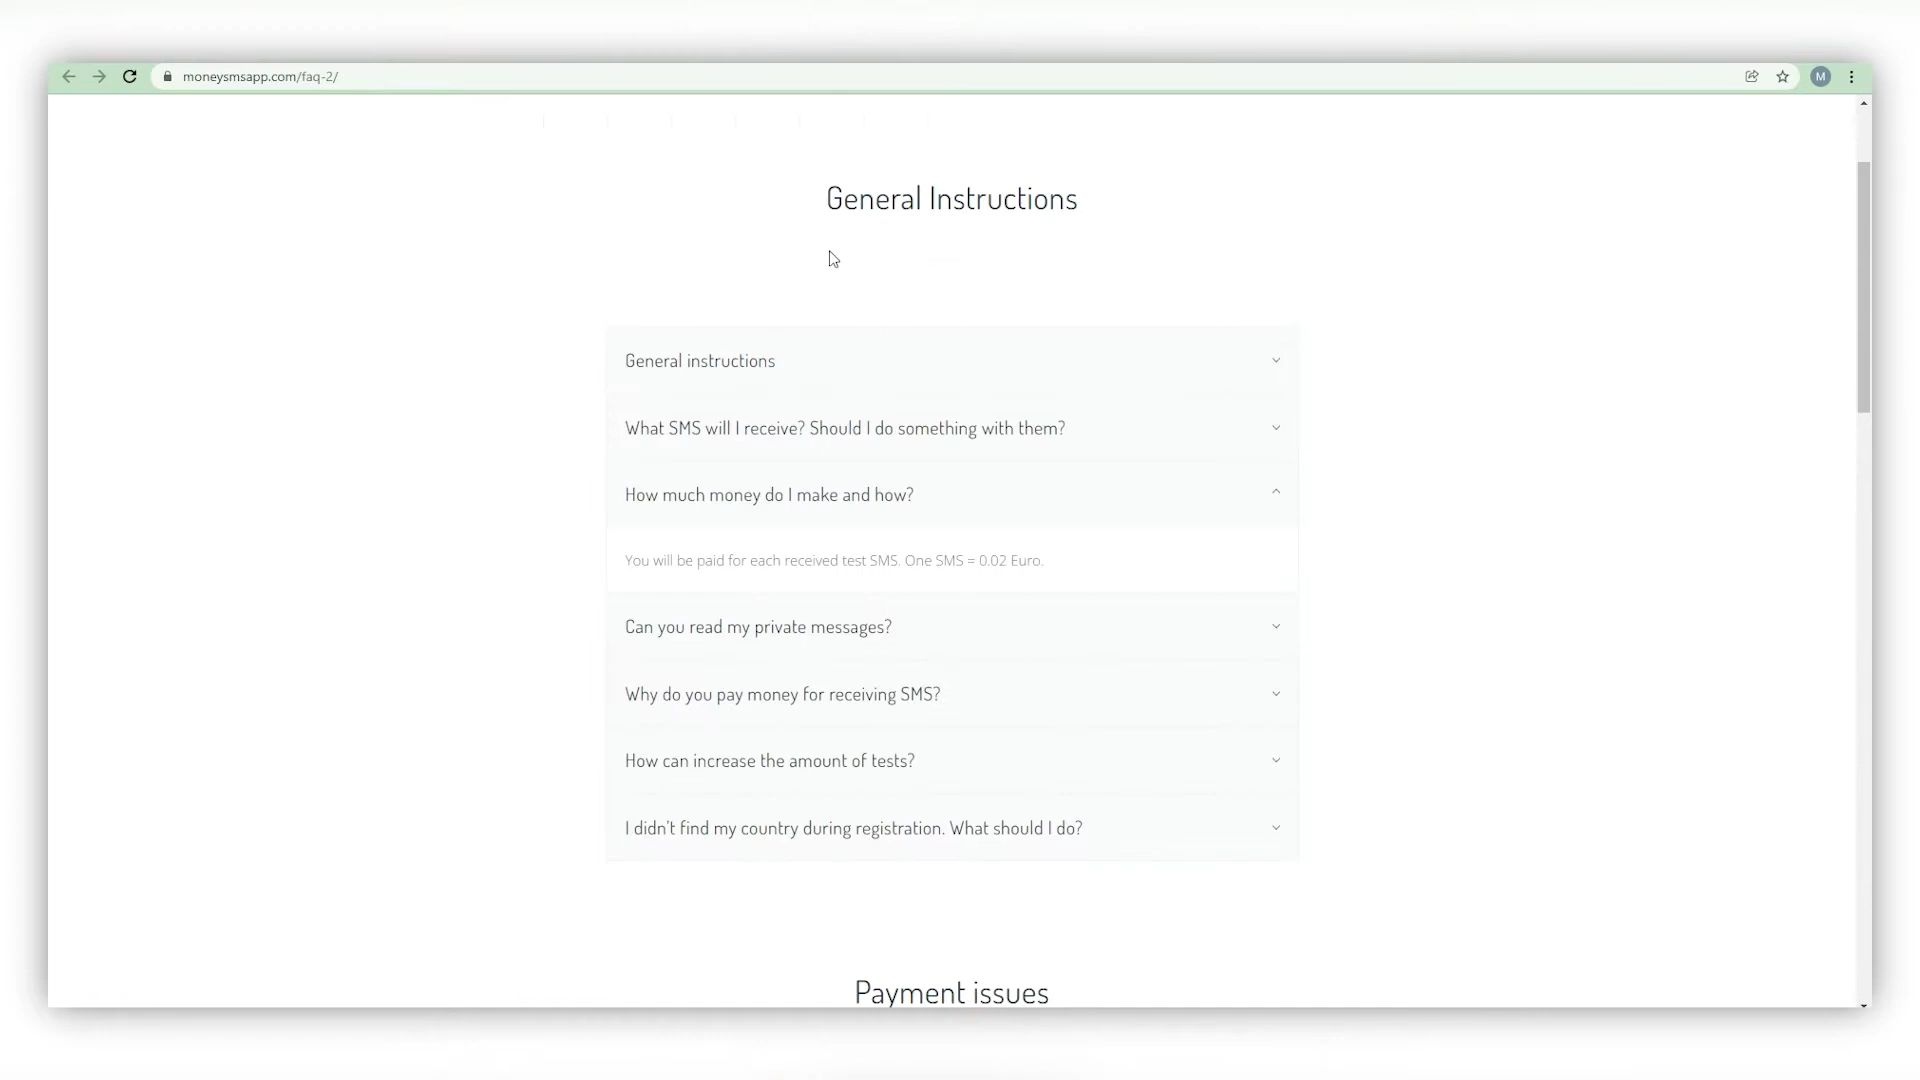 moneysmsapp.com/faq-2/
M
General Instructions
General instructions
What SMS will I receive? Should I do something with them?
How much money do I make and how?
You will be paid for each received test SMS. One SMS = 0.02 Euro.
Can you read my private messages?
Why do you pay money for receiving SMS?
How can increase the amount of tests?
I didn't find my country during registration. What should I do?
Payment issues